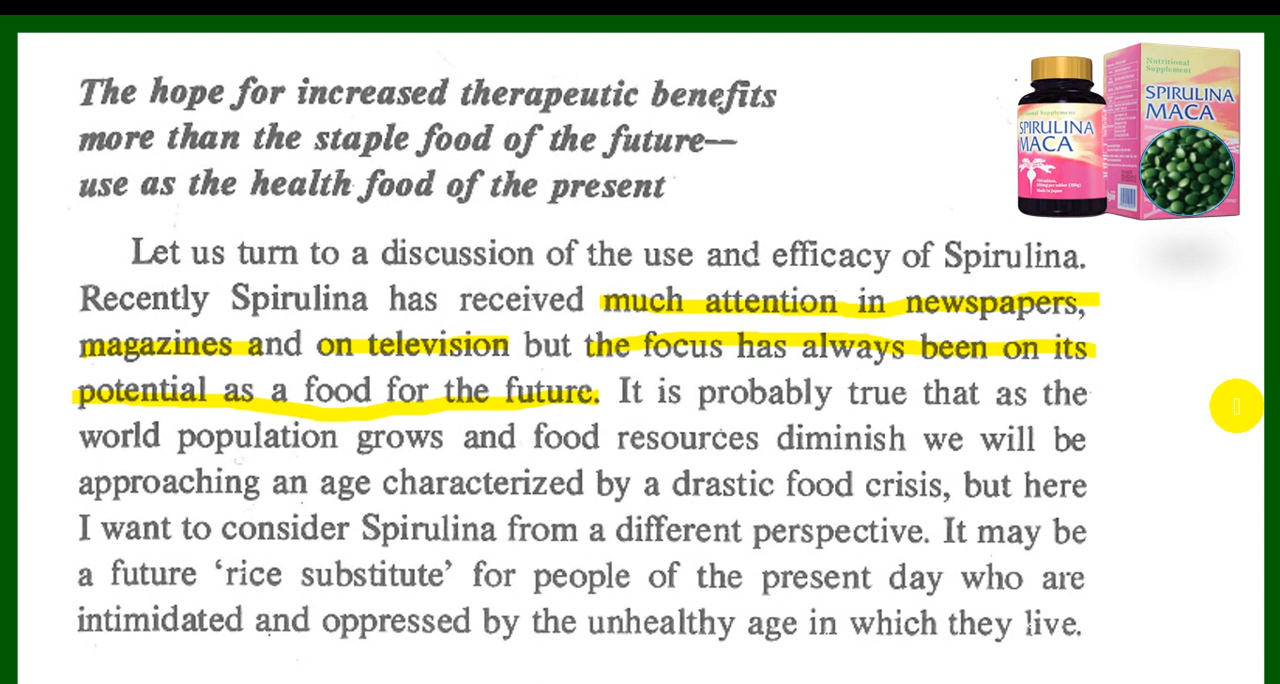 The hope for increased therapeutic benefits
more than the staple food of the future—
use as the health food of the present
Let us turn to a discussion of the use and efficacy of Spirulina.
Recently Spirulina has received much attention in newspapers,
magazines and on television but the focus has always been on its
potential as a food for the future. It is probably true that as the
world population grows and food resources diminish we will be
approaching an age characterized by a drastic food crisis, but here
I want to consider Spirulina from a different perspective. It may be
a future ‘rice substitute’ for people of the present day who are
intimidated and oppressed by the unhealthy age in which they live.
Nutritional
Supplement
SPIRULINA
MACA
Supplement
SPIRULINA
MACA
Made in Japan